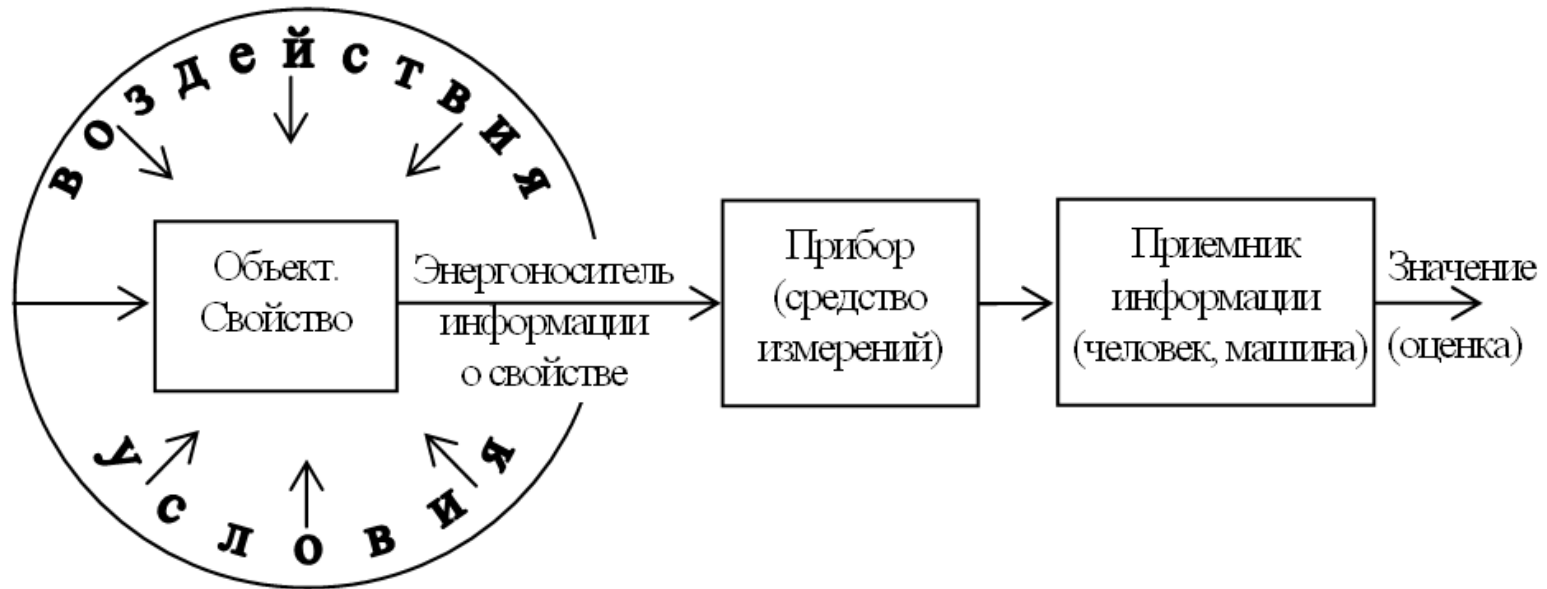 воздействия
Объект.
Свойство
Энергоноситель
информации
о свойстве
условия
Прибор
(средство
измерений)
Приемник
информации
(человек, машина)
Значение
(оценка)